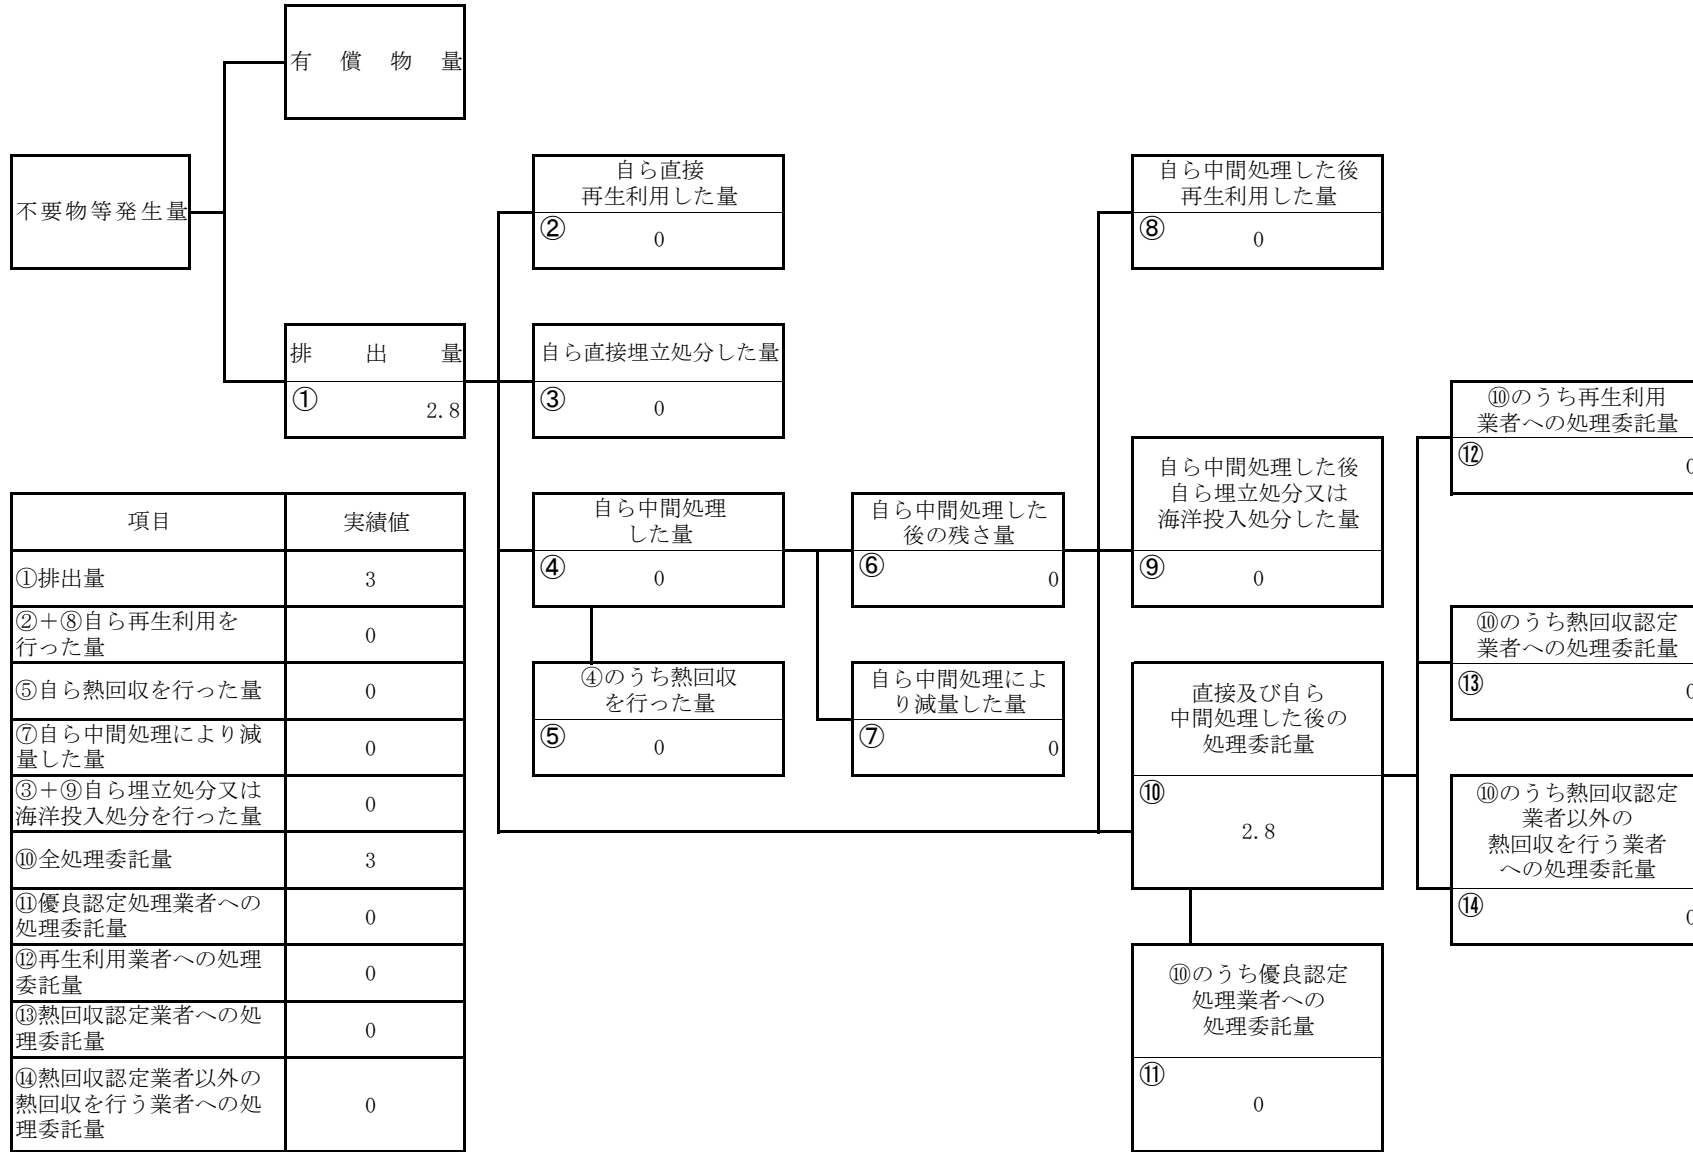 有償物量
不要物等発生量
自ら直接
再生利用した量
②
0
自ら中間処理した後
再生利用した量
⑧
0
排出量
①
2.8
自ら直接埋立処分した量
③
0
⑩のうち再生利用
業者への処理委託量
⑫
0
自ら中間処理
した量
④
0
自ら中間処理した
後の残さ量
⑥
0
自ら中間処理した後
自ら埋立処分又は
海洋投入処分した量
⑨
0
④のうち熱回収
を行った量
⑤
0
自ら中間処理によ
り減量した量
⑦
0
直接及び自ら
中間処理した後の
処理委託量
⑩
2.8
⑩のうち熱回収認定
業者への処理委託量
⑬
0
⑩のうち熱回収認定
業者以外の
熱回収を行う業者
への処理委託量
⑭
0
⑩のうち優良認定
処理業者への
処理委託量
⑪
0
項目 実績値
①排出量 3
②＋⑧自ら再生利用を
行った量 0
⑤自ら熱回収を行った量 0
⑦自ら中間処理により減
量した量 0
③＋⑨自ら埋立処分又は
海洋投入処分を行った量 0
⑩全処理委託量 3
⑪優良認定処理業者への
処理委託量 0
⑫再生利用業者への処理
委託量 0
⑬熱回収認定業者への処
理委託量 0
⑭熱回収認定業者以外の
熱回収を行う業者への処
理委託量 0